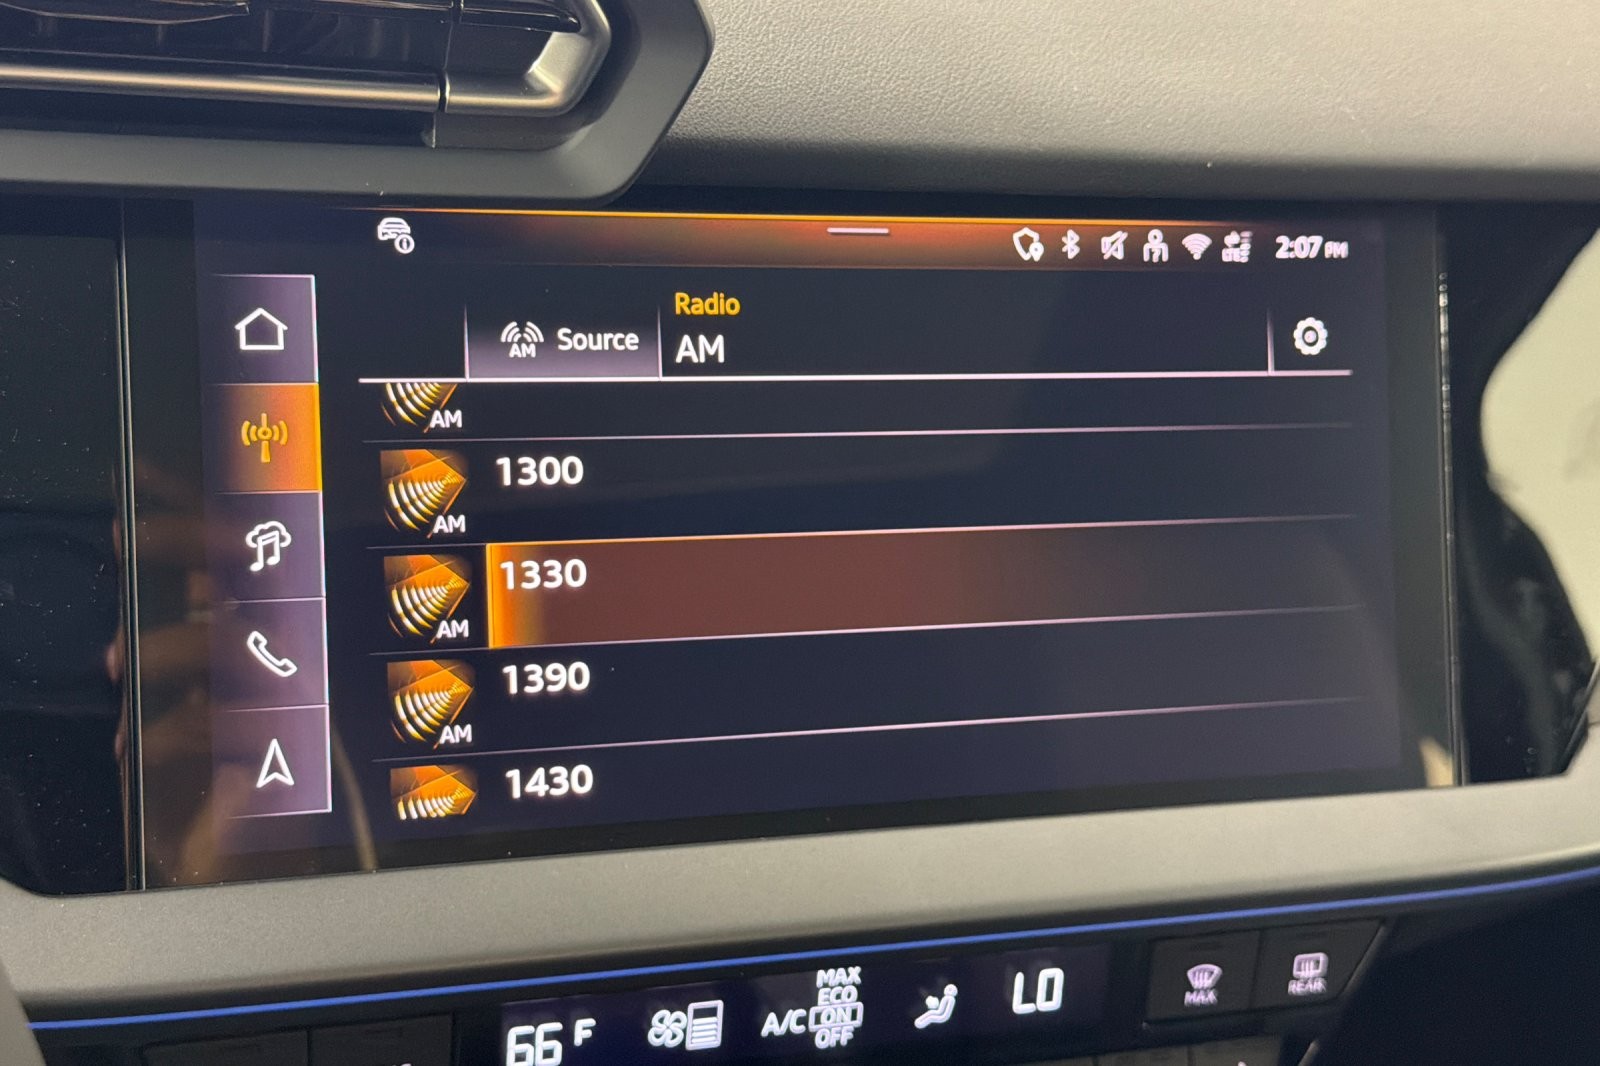 2:07 PM
Radio
AM Source
AM
AM
1300
AM
1330
AM
1390
AM
1430
MAX
REAR
66 F
A/C
MAX
ECO
ON
OFF
LO